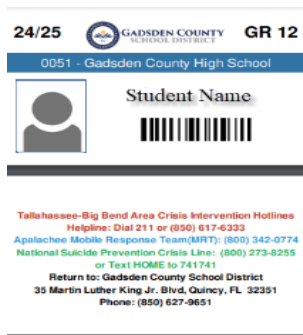 24/25 GADSDEN COUNTY GR 12
SCHOOL DISTRICT
0051 - Gadsden County High School
Student Name
Tallahassee-Big Bend Area Crisis Intervention Hotlines
Helpline: Dial 211 or (850) 617-6333
Apalachee Mobile Response Team(MRT): (800) 342-0774
National Suicide Prevention Crisis Line: (800) 273-8255
or Text HOME to 741741
Return to: Gadsden County School District
35 Martin Luther King Jr. Blvd, Quincy, FL 32351
Phone: (850) 627-9651